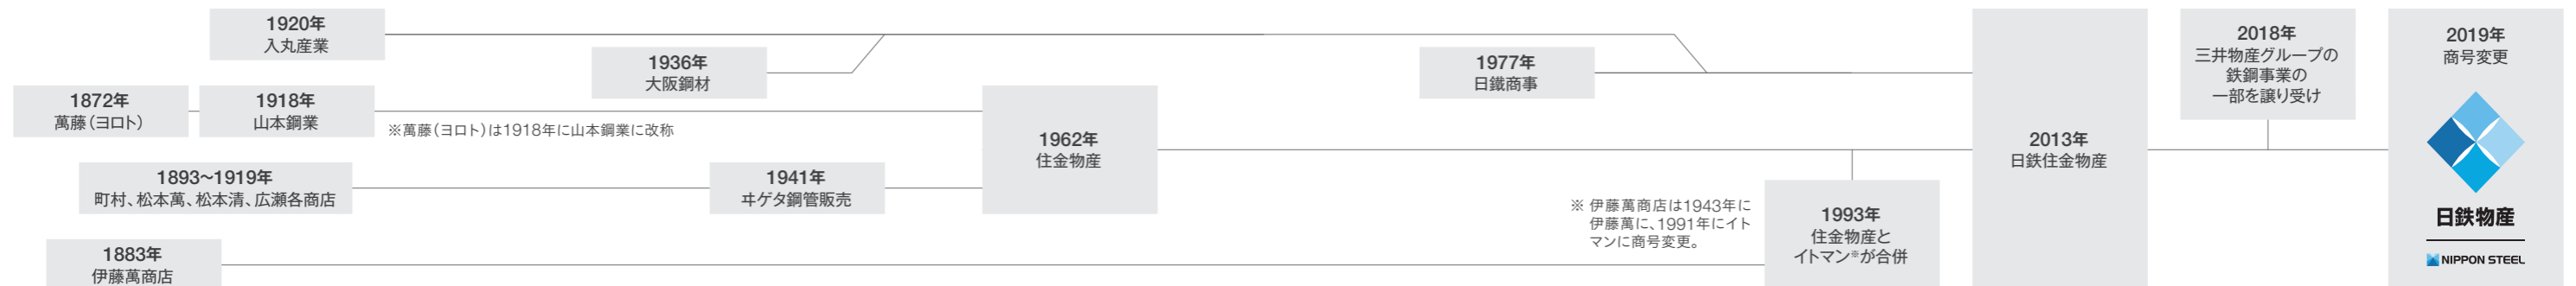 1920年
入丸産業
1936年
大阪鋼材
1872年
萬藤（ヨロト）
1918年
山本鋼業
※萬藤（ヨロト）は1918年に山本鋼業に改称
1893〜1919年
町村、松本萬、松本清、広瀬各商店
1941年
ヰゲタ鋼管販売
1883年
伊藤萬商店
1962年
住金物産
1977年
日鐵商事
※ 伊藤萬商店は1943年に
伊藤萬に、1991年にイト
マンに商号変更。
1993年
住金物産と
イトマン※が合併
2013年
日鉄住金物産
2018年
三井物産グループの
鉄鋼事業の
一部を譲り受け
2019年
商号変更
日鉄物産
NIPPON STEEL